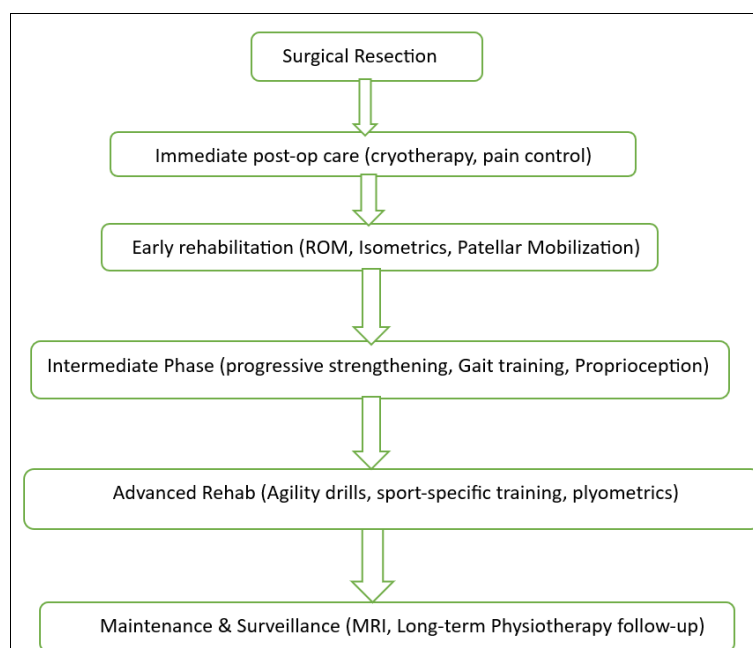 Surgical Resection
Immediate post-op care (cryotherapy, pain control)
Early rehabilitation (ROM, Isometrics, Patellar Mobilization)
Intermediate Phase (progressive strengthening, Gait training, Proprioception)
Advanced Rehab (Agility drills, sport-specific training, plyometrics)
Maintenance & Surveillance (MRI, Long-term Physiotherapy follow-up)